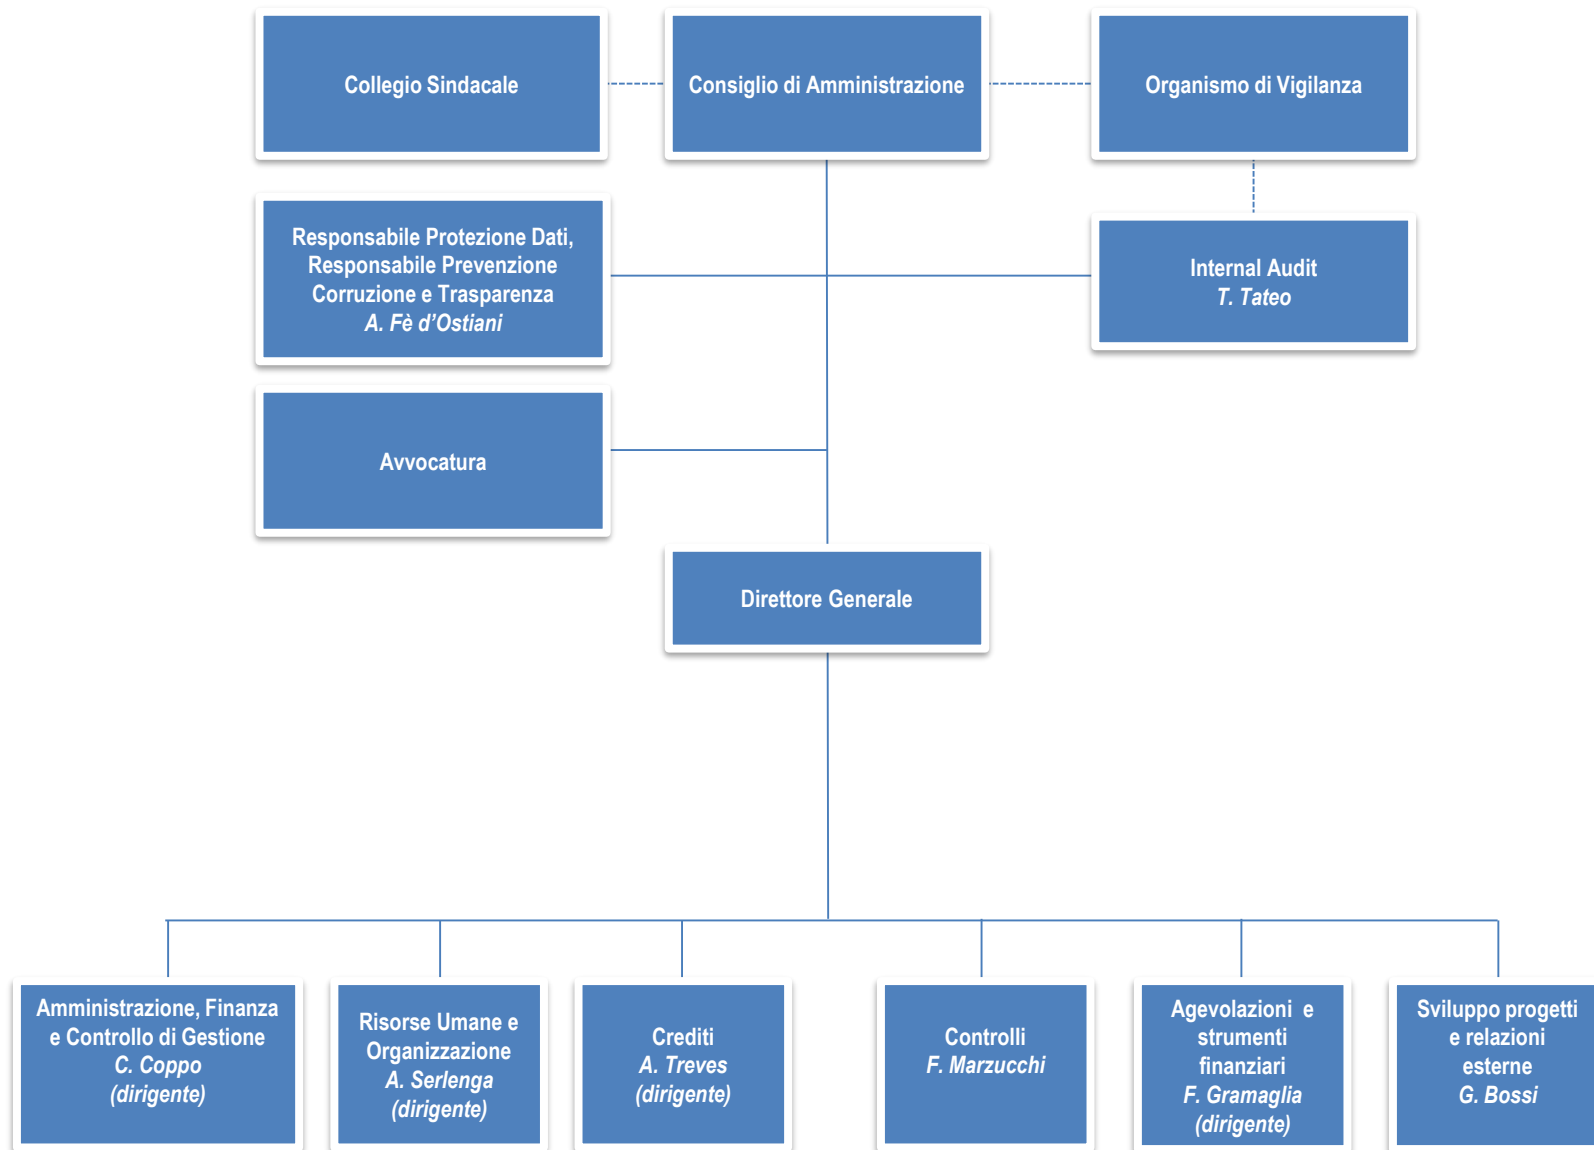 Collegio Sindacale
Consiglio di Amministrazione
Organismo di Vigilanza
Responsabile Protezione Dati,
Responsabile Prevenzione
Corruzione e Trasparenza
A. Fè d’Ostiani
Internal Audit
T. Tateo
Avvocatura
Direttore Generale
Amministrazione, Finanza
e Controllo di Gestione
C. Coppo
(dirigente)
Risorse Umane e
Organizzazione
A. Serlenga
(dirigente)
Crediti
A. Treves
(dirigente)
Controlli
F. Marzucchi
Agevolazioni e
strumenti
finanziari
F. Gramaglia
(dirigente)
Sviluppo progetti
e relazioni
esterne
G. Bossi